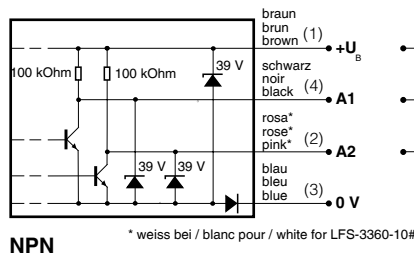 braun
brun
brown (1) +UB
100 kOhm 100 kOhm 39 V
schwarz
noir
black (4) A1
rosa*
rose*
pink* (2) A2
39 V 39 V
blau
bleu
blue (3) 0 V
* weiss bei / blanc pour / white for LFS-3360-10#
NPN